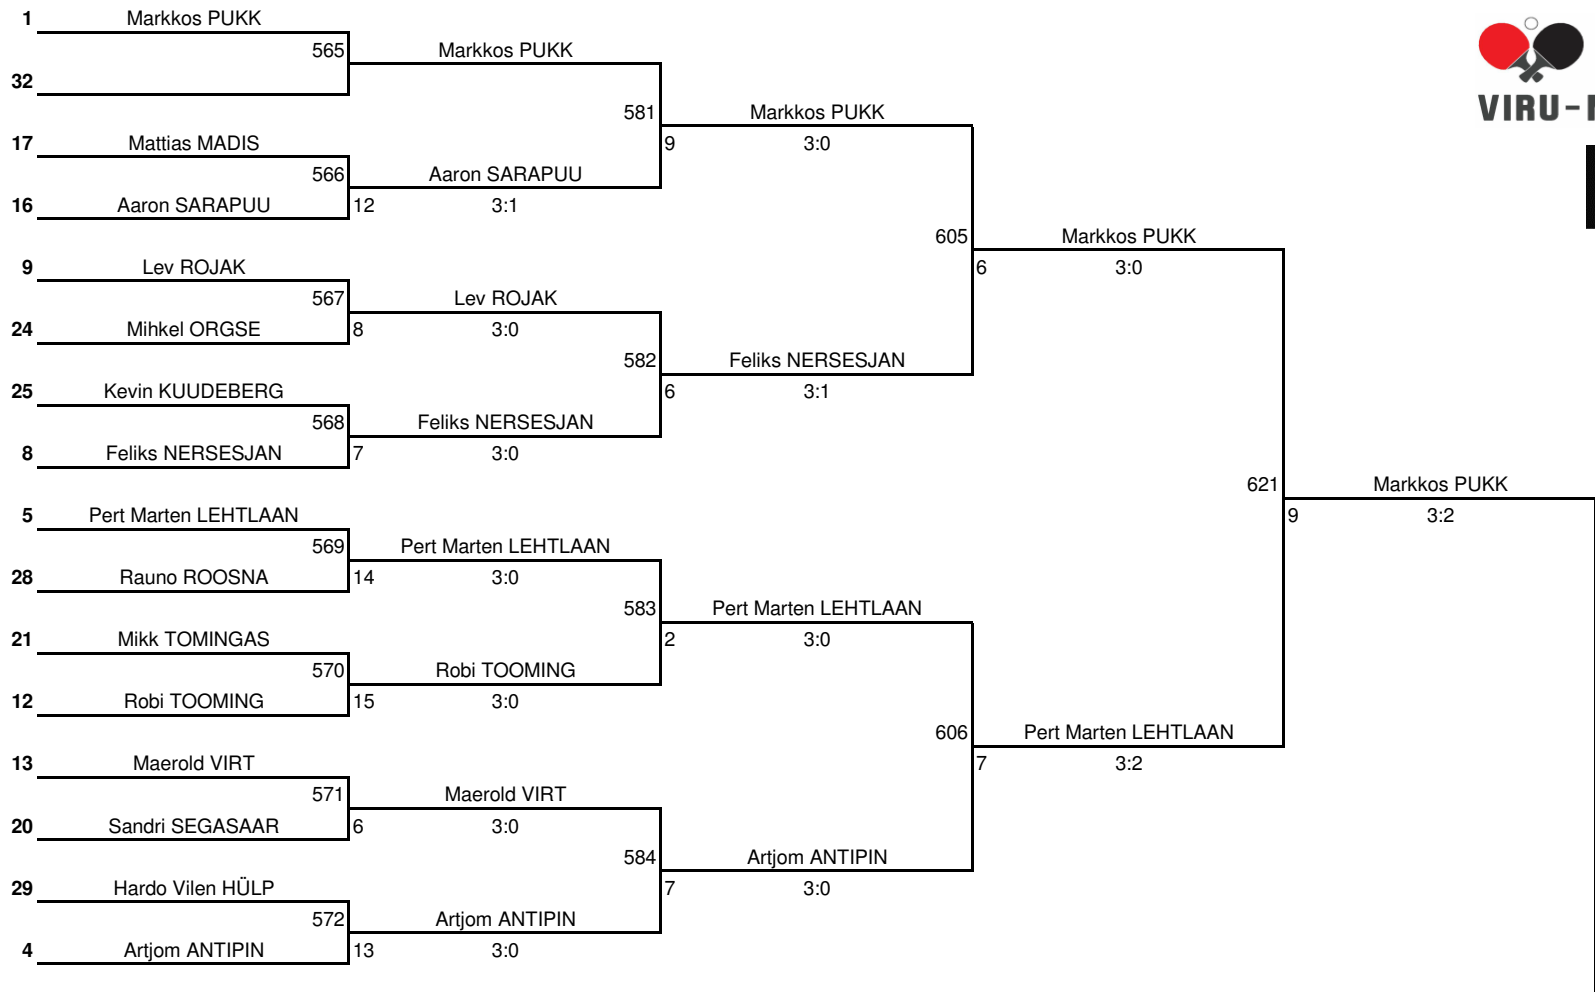 1 Markkos PUKK
565 Markkos PUKK
32
581 Markkos PUKK
VIRU-
17 Mattias MADIS
9 3:0
566 Aaron SARAPUU
16 Aaron SARAPUU 12 3:1
605 Markkos PUKK
9 Lev ROJAK
6 3:0
567 Lev ROJAK
24 Mihkel ORGSE 8 3:0
582 Feliks NERSESJAN
25 Kevin KUUDEBERG
6 3:1
568 Feliks NERSESJAN
8 Feliks NERSESJAN 7 3:0
621 Markkos PUKK
5 Pert Marten LEHTLAAN
9 3:2
569 Pert Marten LEHTLAAN
28 Rauno ROOSNA 14 3:0
583 Pert Marten LEHTLAAN
21 Mikk TOMINGAS
2 3:0
570 Robi TOOMING
12 Robi TOOMING 15 3:0
606 Pert Marten LEHTLAAN
13 Maerold VIRT
7 3:2
571 Maerold VIRT
20 Sandri SEGASAAR 6 3:0
584 Artjom ANTIPIN
29 Hardo Vilen HÜLP
7 3:0
572 Artjom ANTIPIN
4 Artjom ANTIPIN 13 3:0